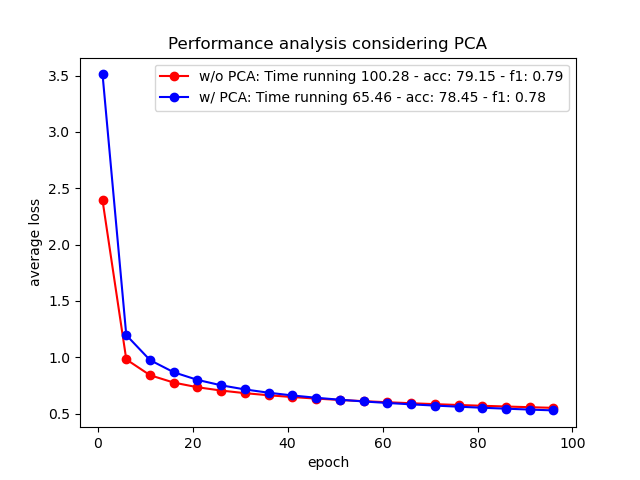 Performance analysis considering PCA
w/o PCA: Time running 100.28 - acc: 79.15 - f1: 0.79
w/ PCA: Time running 65.46 - acc: 78.45 - f1: 0.78
3.5
3.0
2.5
2.0
1.5
1.0
0.5
average loss
0 20 40 60 80 100
epoch